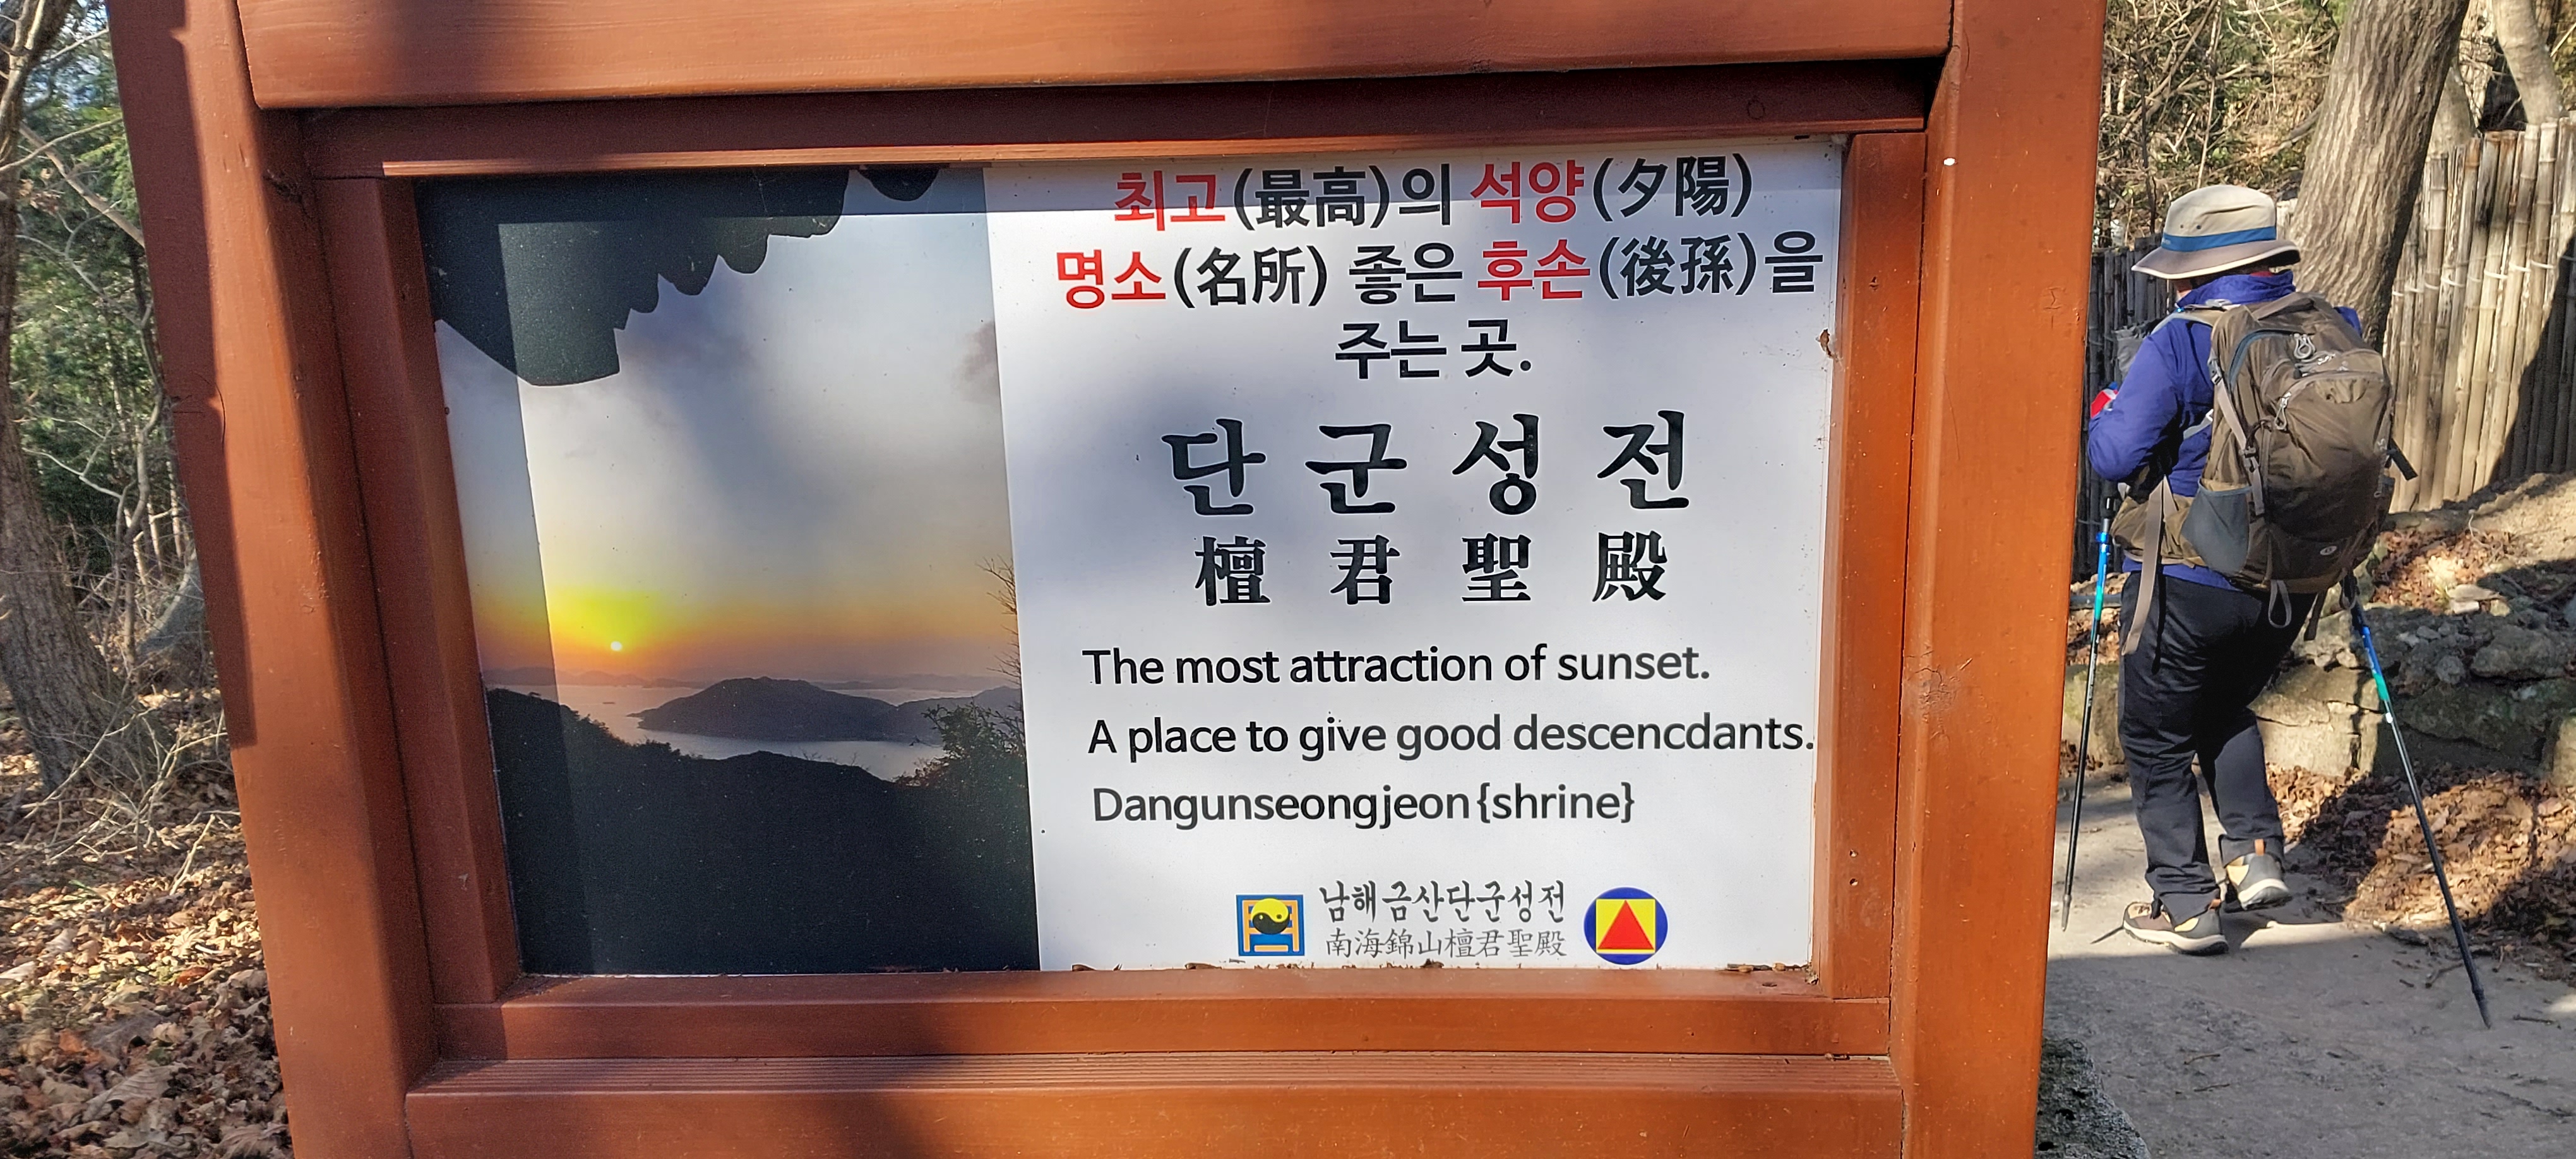 최고(最高)의 석양(夕陽)
명소(名所) 좋은 후손(後孫)을
주는 곳.
단군성전
檀君聖殿
The most attraction of sunset.
A place to give good descencdants.
Dangunseongjeon{shrine}
남해금산단군성전
南海錦山檀君聖殿